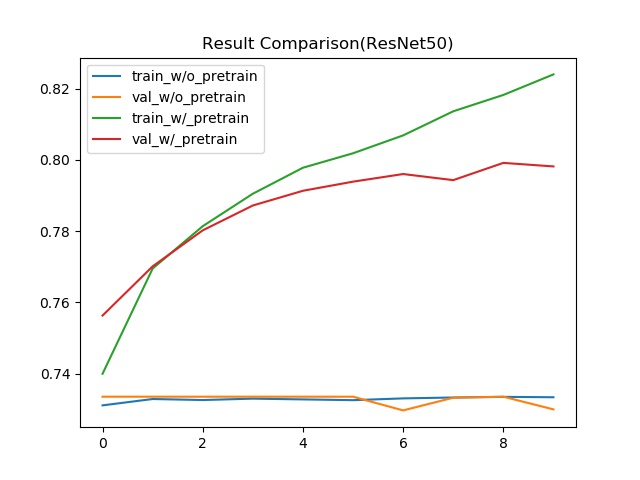 Result Comparison(ResNet50)
train_w/o_pretrain
val_w/o_pretrain
train_w/_pretrain
val_w/_pretrain
0.82
0.80
0.78
0.76
0.74
0 2 4 6 8